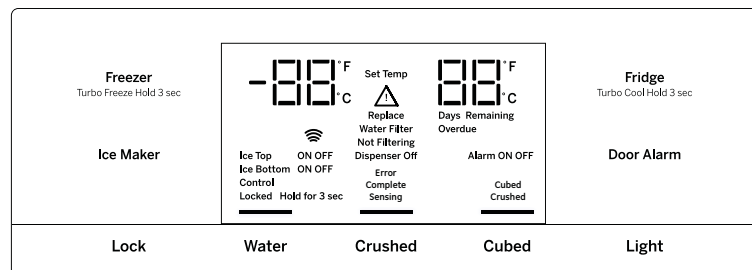 Freezer
Turbo Freeze Hold 3 sec
Ice Maker
-88 °F °C
Set Temp
Replace
Water Filter
Not Filtering
Dispenser Off
Error
Complete
Sensing
88 °F °C
Days Remaining
Overdue
Ice Top ON OFF
Ice Bottom ON OFF
Control
Locked Hold for 3 sec
Alarm ON OFF
Cubed
Crushed
Fridge
Turbo Cool Hold 3 sec
Door Alarm
Lock Water Crushed Cubed Light